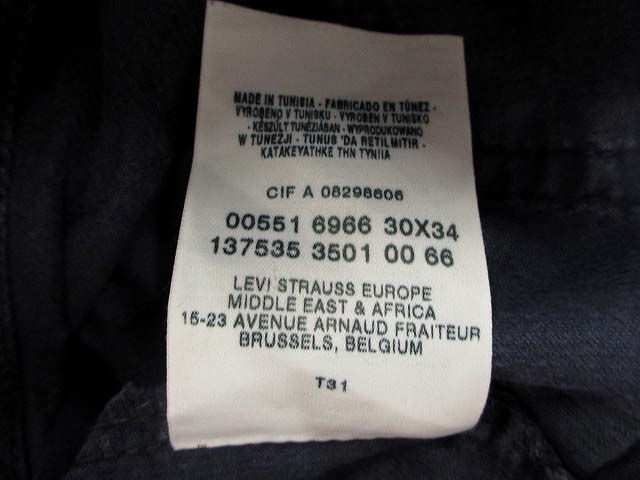 MADE IN TUNISIA - FABRICADO EN TÚNEZ -
VYROBENO V TUNISKU - VYROBEN V TUNISKO
- KÉSZÜLT TUNÉZIÁBAN - WYPRODUKOWANO
W TUNEZJI - TUNUS 'DA RETILMITIR -
KATAKEYATHKE THN TYNIIA
CIF A 08298606
00551 6966 30X34
137535 3501 00 66
LEVI STRAUSS EUROPE
MIDDLE EAST & AFRICA
15-23 AVENUE ARNAUD FRAITEUR
BRUSSELS, BELGIUM
T31